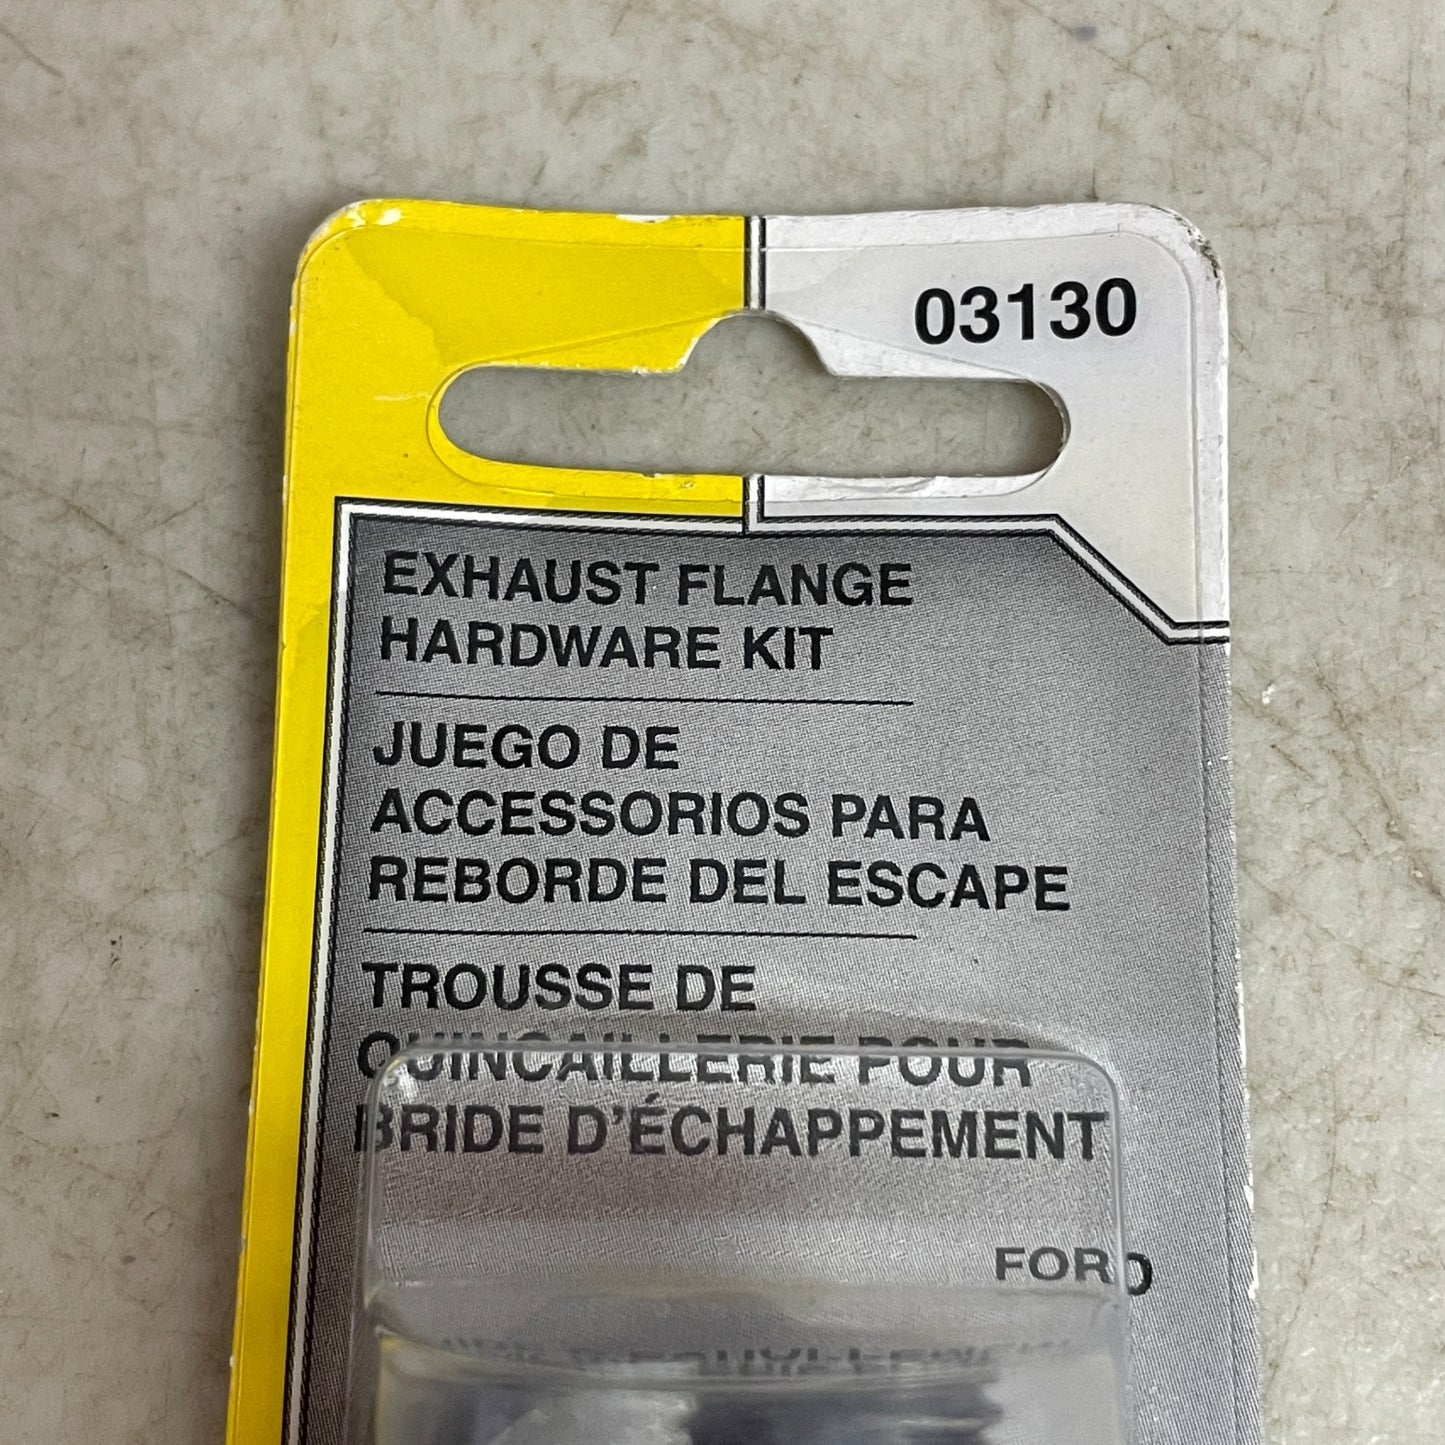 03130
EXHAUST FLANGE
HARDWARE KIT
JUEGO DE
ACCESSORIOS PARA
REBORDE DEL ESCAPE
TROUSSE DE
QUINCAILLERIE POUR
BRIDE D'ÉCHAPPEMENT
FORD